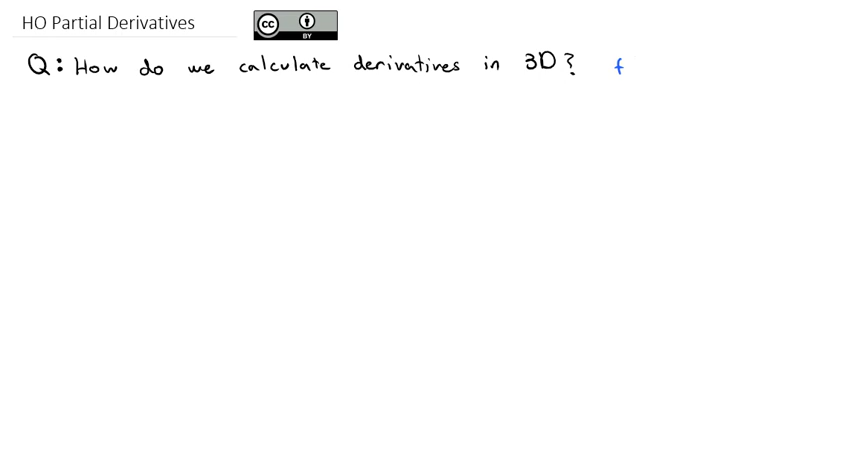 HO Partial Derivatives
cc BY
Q: How do we calculate derivatives in 3D? f